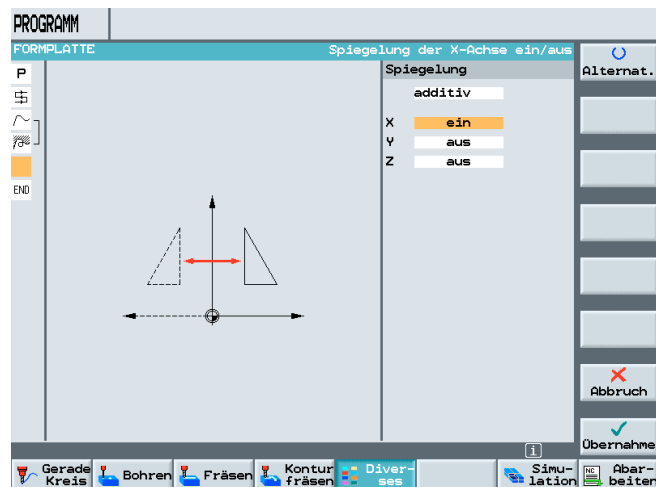 PROGRAMM
FORMPLATTE Spiegelung der X-Achse ein/aus
Alternat.
P
Spiegelung
additiv
X ein
Y aus
Z aus
END
Abbruch
Übernahme
i
Gerade Kreis
Bohren
Fräsen
Kontur fräsen
Diver-
ses
Simu-
lation
NC
Abar-
beiten